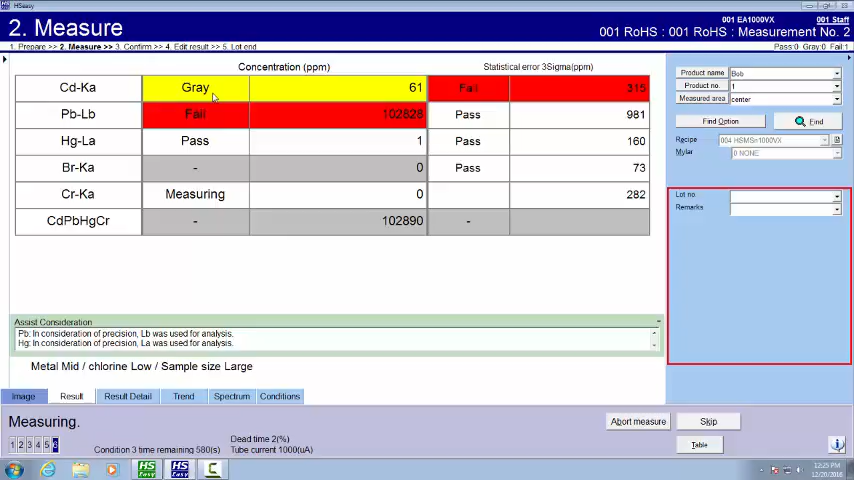 HSeasy
2. Measure
001 EA1000VX
001 Staff
001 RoHS : 001 RoHS : Measurement No. 2
1. Prepare >> 2. Measure >> 3. Confirm >> 4. Edit result >> 5. Lot end
Pass:0 Gray:0 Fail:1
Concentration (ppm)
Statistical error 3Sigma(ppm)
Cd-Ka Gray 61 Fail 315
Pb-Lb Fail 102828 Pass 981
Hg-La Pass 1 Pass 160
Br-Ka - 0 Pass 73
Cr-Ka Measuring 0 282
CdPbHgCr - 102890 -
Product name Bob
Product no. 1
Measured area center
Find Option
Find
Recipe 004 HSMSn1000VX
Mylar 0 NONE
Lot no.
Remarks
Assist Consideration
Pb: In consideration of precision, Lb was used for analysis.
Hg: In consideration of precision, La was used for analysis.
Metal Mid / chlorine Low / Sample size Large
Image Result Result Detail Trend Spectrum Conditions
Measuring.
Abort measure
Skip
1 2 3 4 5 6
Condition 3 time remaining 580(s)
Dead time 2(%)
Tube current 1000(uA)
Table
HS Easy
HS Easy
12:25 PM
12/20/2016